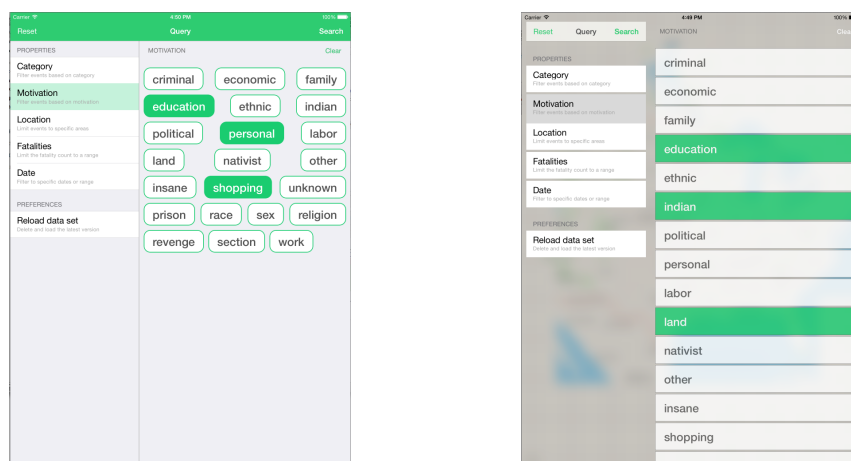 Carrier 4:50 PM 100%
Reset Query Search
PROPERTIES
Category
Filter events based on category
Motivation
Filter events based on motivation
Location
Limit events to specific areas
Fatalities
Limit the fatality count to a range
Date
Filter to specific dates or range
PREFERENCES
Reload data set
Delete and load the latest version
MOTIVATION Clear
criminal economic family
education ethnic indian
political personal labor
land nativist other
insane shopping unknown
prison race sex religion
revenge section work
Carrier 4:49 PM 100%
Reset Query Search
PROPERTIES
Category
Filter events based on category
Motivation
Filter events based on motivation
Location
Limit events to specific areas
Fatalities
Limit the fatality count to a range
Date
Filter to specific dates or range
PREFERENCES
Reload data set
Delete and load the latest version
MOTIVATION Clear
criminal
economic
family
education
ethnic
indian
political
personal
labor
land
nativist
other
insane
shopping